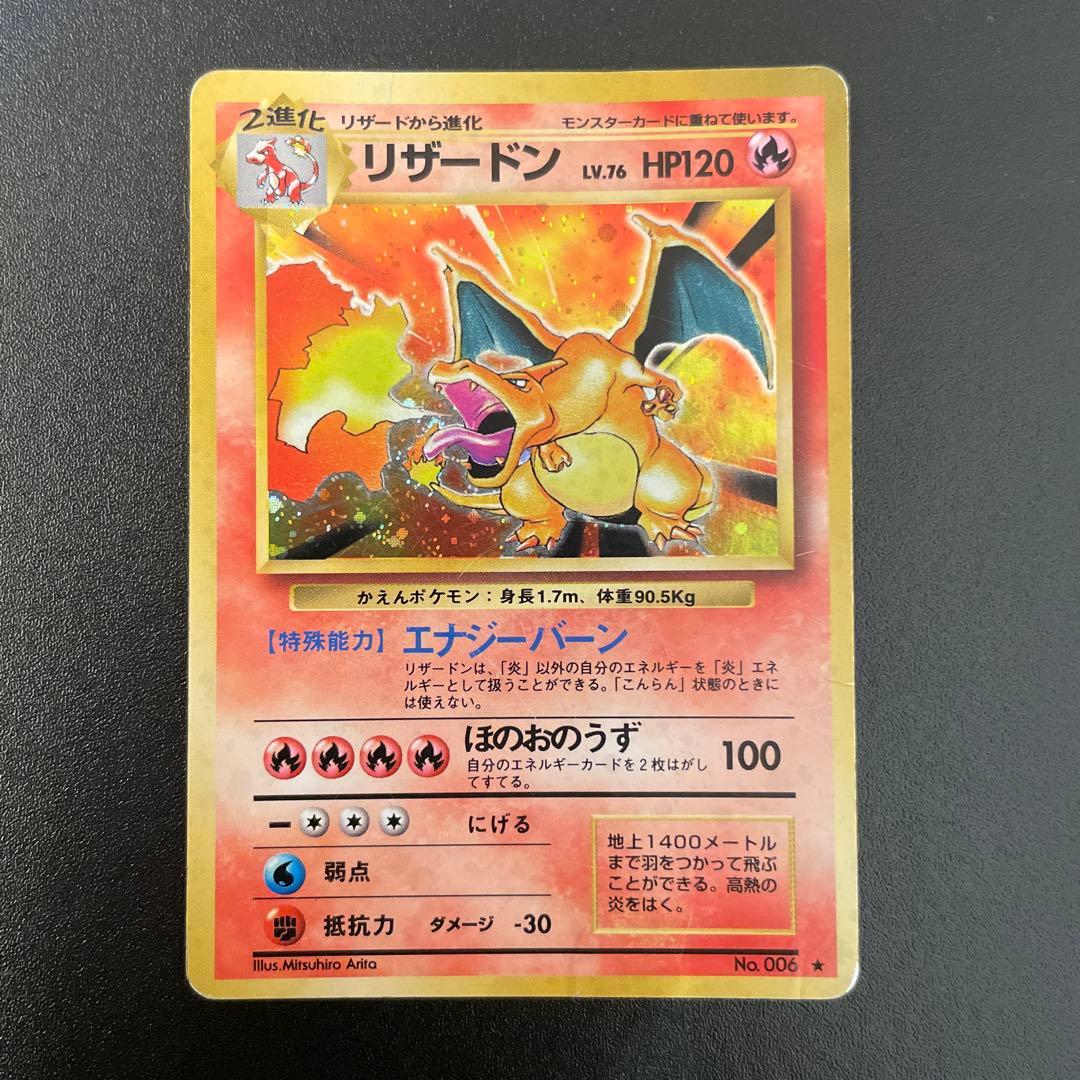 2進化 リザードから進化 モンスターカードに重ねて使います。
リザードン LV.76 HP120
かえんポケモン：身長1.7m、体重90.5Kg
【特殊能力】エナジーバーン
リザードンは、「炎」以外の自分のエネルギーを「炎」エネ
ルギーとして扱うことができる。「こんらん」状態のときに
は使えない。
ほのおのうず 100
自分のエネルギーカードを2枚はがし
てすてる。
にげる
弱点
抵抗力 ダメージ -30
地上1400メートル
まで羽をつかって飛ぶ
ことができる。高熱の
炎をはく。
Illus.Mitsuhiro Arita No. 006 ★